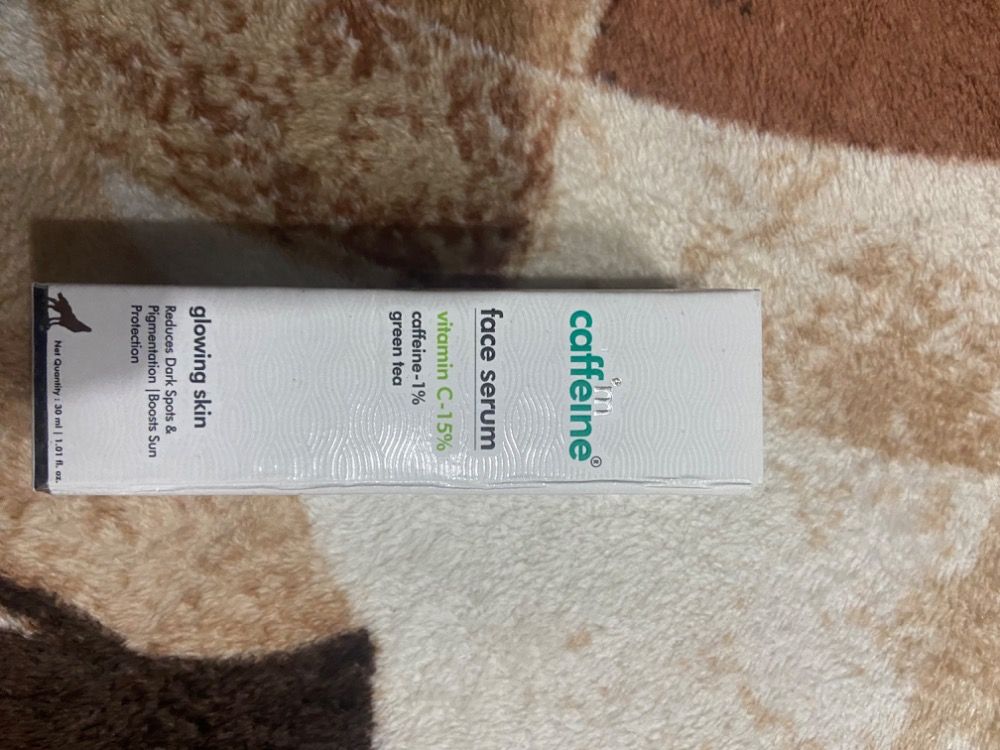 m
caffeine®
face serum
vitamin C-15%
caffeine-1%
green tea
glowing skin
Reduces Dark Spots &
Pigmentation | Boosts Sun
Protection
Net Quantity : 30 ml | 1.01 fl. oz.